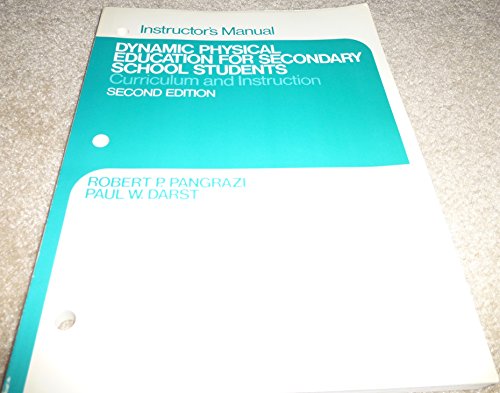 Instructor's Manual
DYNAMIC PHYSICAL
EDUCATION FOR SECONDARY
SCHOOL STUDENTS
Curriculum and Instruction
SECOND EDITION
ROBERT P. PANGRAZI
PAUL W. DARST